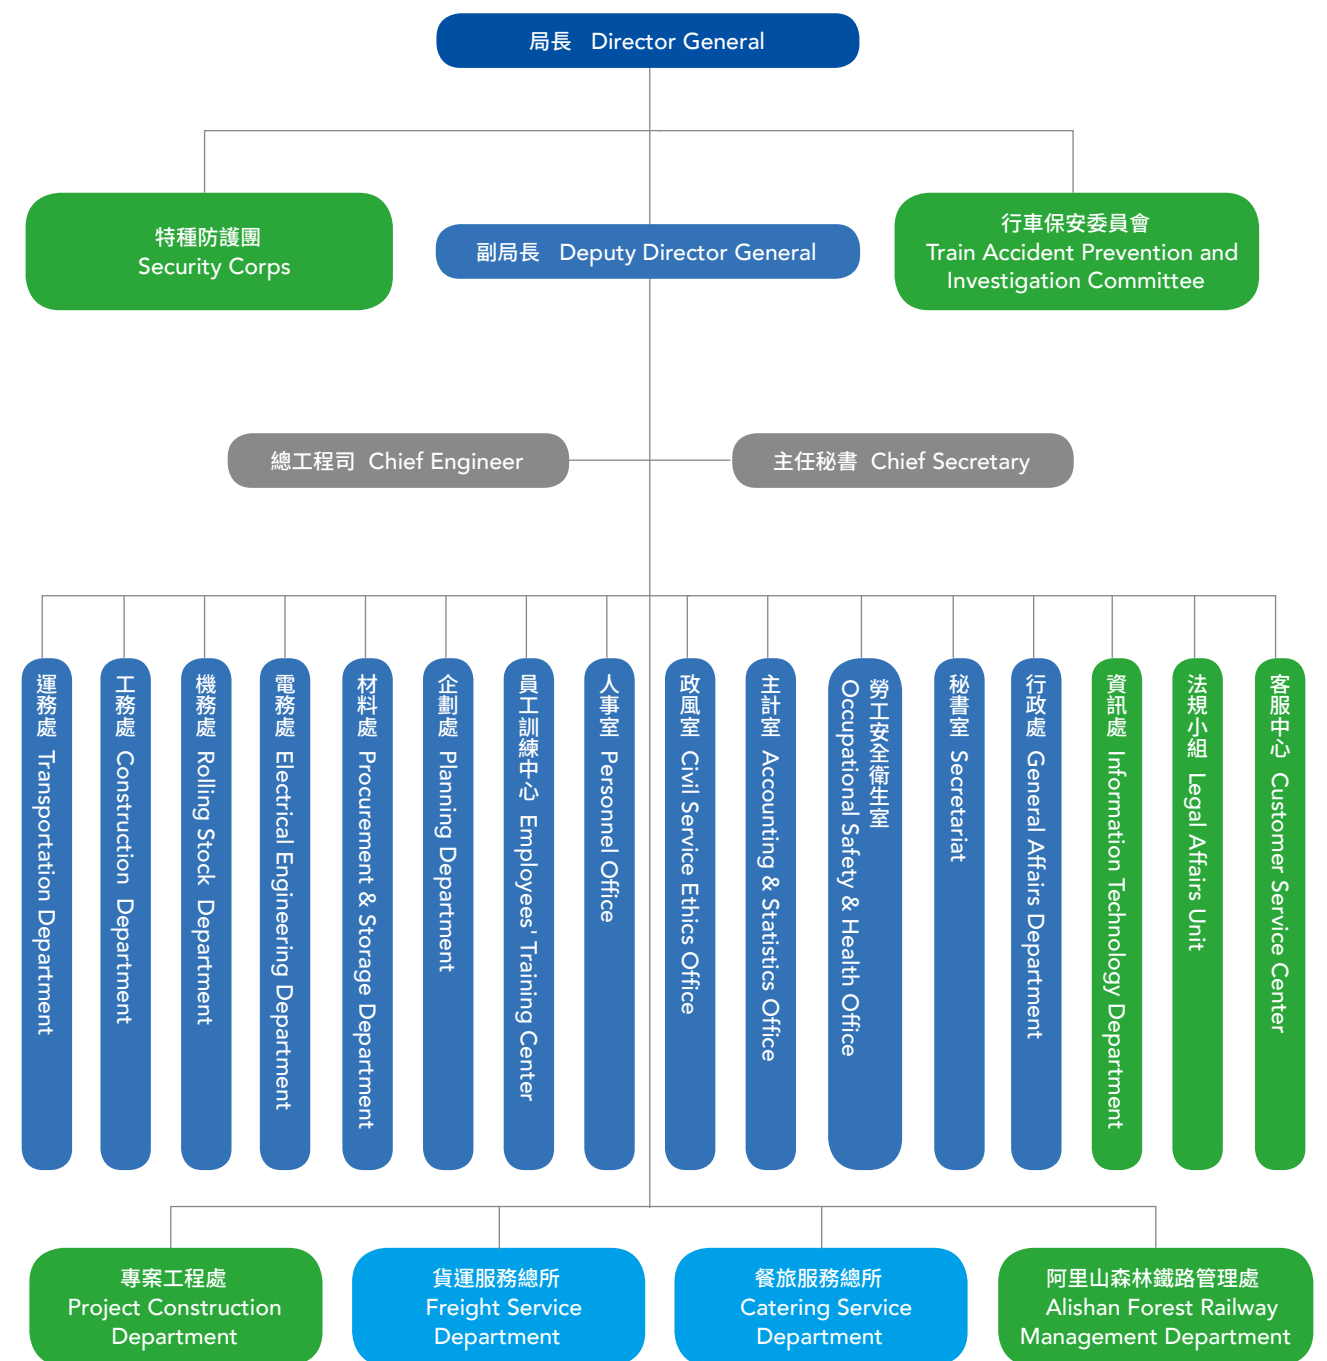 局長 Director General
特種防護團
Security Corps
副局長 Deputy Director General
行車保安委員會
Train Accident Prevention and
Investigation Committee
總工程司 Chief Engineer
主任秘書 Chief Secretary
運務處 Transportation Department
工務處 Construction Department
機務處 Rolling Stock Department
電務處 Electrical Engineering Department
材料處 Procurement & Storage Department
企劃處 Planning Department
員工訓練中心 Employees' Training Center
人事室 Personnel Office
政風室 Civil Service Ethics Office
主計室 Accounting & Statistics Office
勞工安全衛生室
Occupational Safety & Health Office
秘書室 Secretariat
行政處 General Affairs Department
資訊處 Information Technology Department
法規小組 Legal Affairs Unit
客服中心 Customer Service Center
專案工程處
Project Construction
Department
貨運服務總所
Freight Service
Department
餐旅服務總所
Catering Service
Department
阿里山森林鐵路管理處
Alishan Forest Railway
Management Department